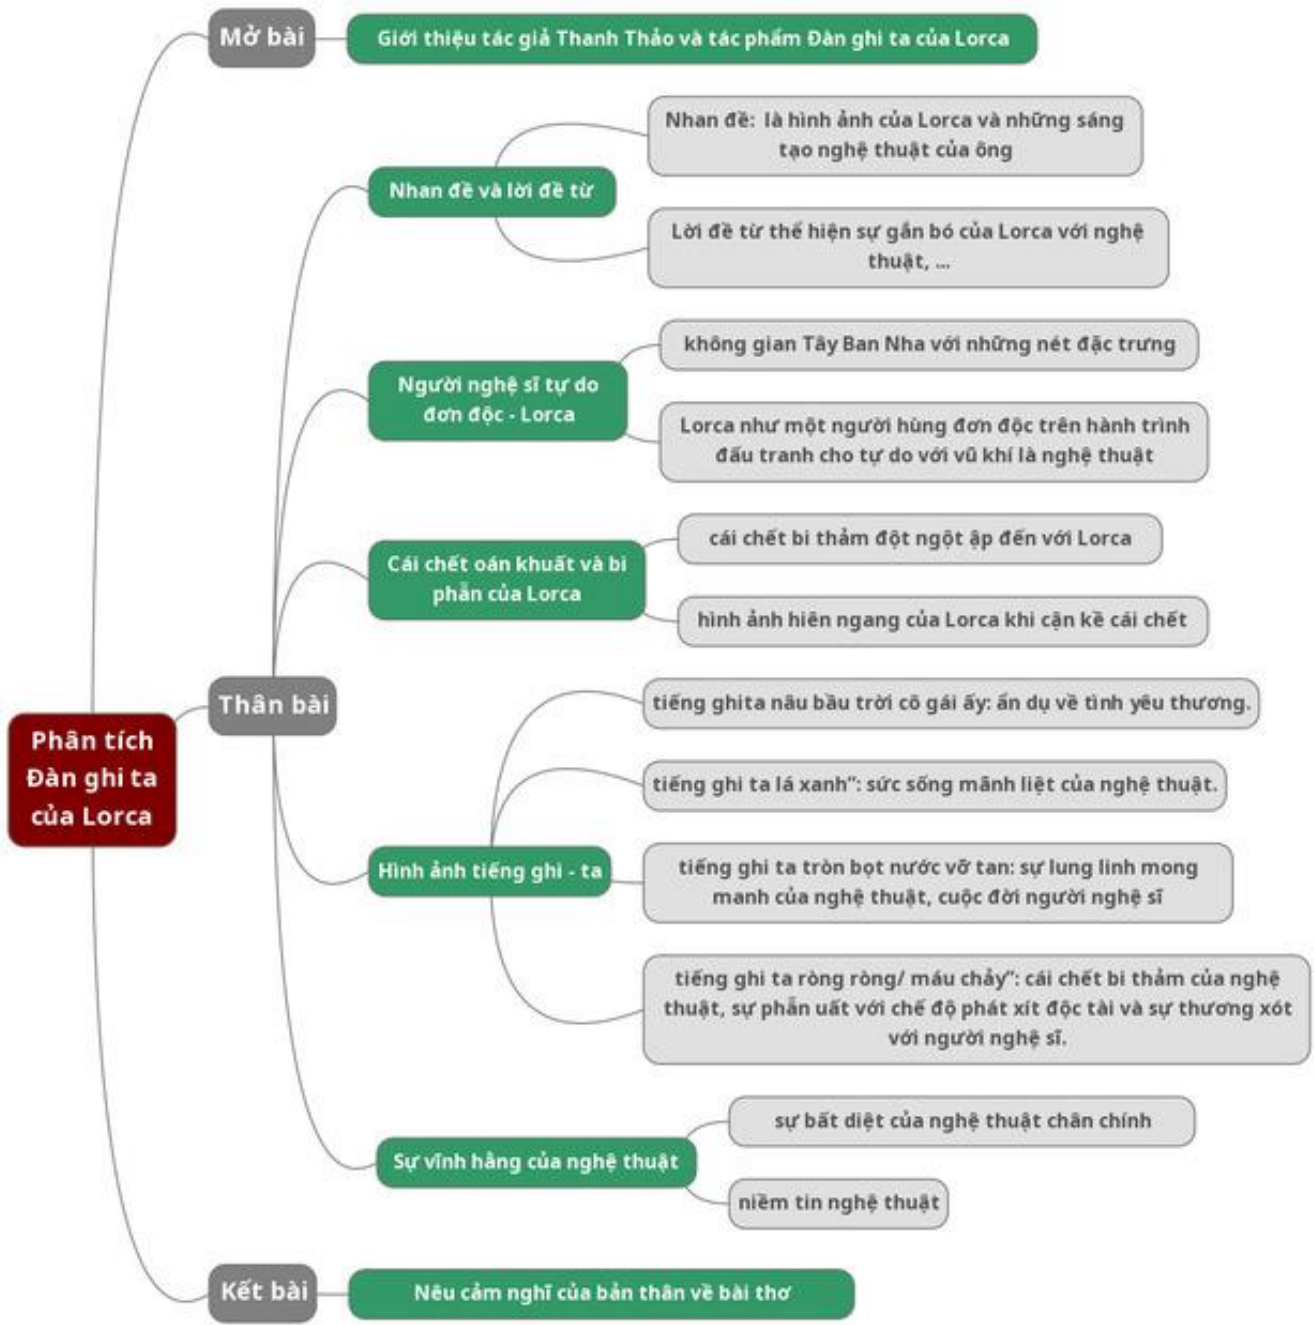 Mở bài
Giới thiệu tác giả Thanh Thảo và tác phẩm Đàn ghi ta của Lorca
Nhan đề và lời đề từ
Nhan đề:  là hình ảnh của Lorca và những sáng
tạo nghệ thuật của ông
Lời đề từ thể hiện sự gắn bó của Lorca với nghệ
thuật, ...
Người nghệ sĩ tự do
đơn độc - Lorca
không gian Tây Ban Nha với những nét đặc trưng
Lorca như một người hùng đơn độc trên hành trình
đấu tranh cho tự do với vũ khí là nghệ thuật
Cái chết oán khuất và bi
phẫn của Lorca
cái chết bi thảm đột ngột ập đến với Lorca
hình ảnh hiên ngang của Lorca khi cận kề cái chết
Thân bài
Phân tích
Đàn ghi ta
của Lorca
Hình ảnh tiếng ghi - ta
tiếng ghita nâu bầu trời cô gái ấy: ẩn dụ về tình yêu thương.
tiếng ghi ta lá xanh”: sức sống mãnh liệt của nghệ thuật.
tiếng ghi ta tròn bọt nước vỡ tan: sự lung linh mong
manh của nghệ thuật, cuộc đời người nghệ sĩ
tiếng ghi ta ròng ròng/ máu chảy”: cái chết bi thảm của nghệ
thuật, sự phẫn uất với chế độ phát xít độc tài và sự thương xót
với người nghệ sĩ.
Sự vĩnh hằng của nghệ thuật
sự bất diệt của nghệ thuật chân chính
niềm tin nghệ thuật
Kết bài
Nêu cảm nghĩ của bản thân về bài thơ